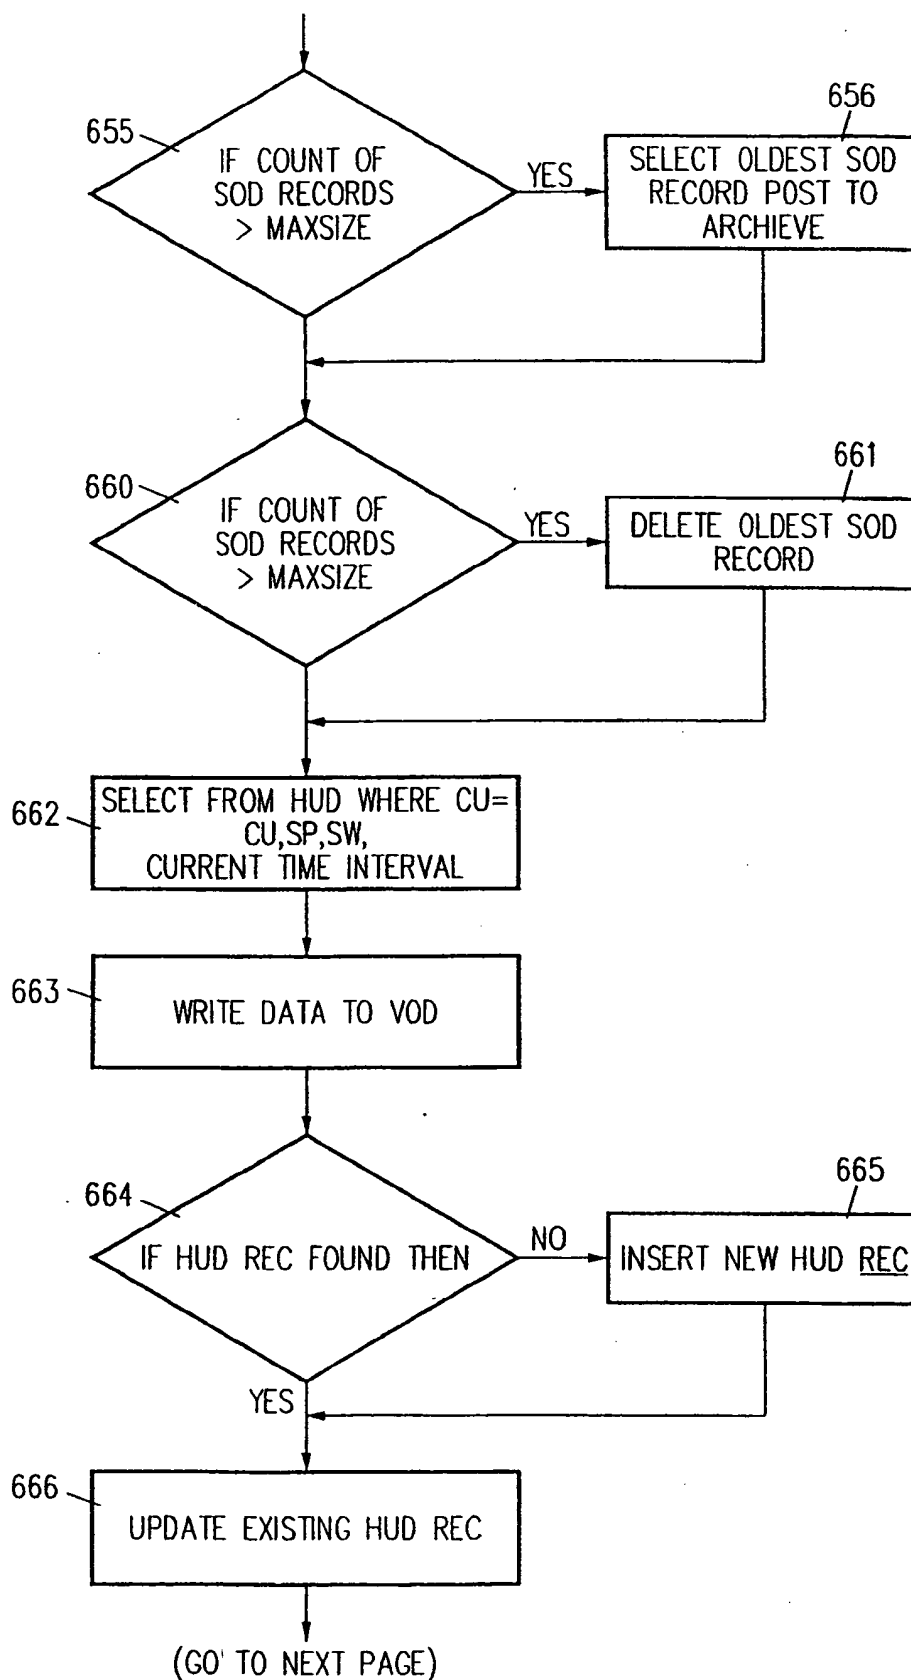 655
IF COUNT OF
SOD RECORDS
> MAXSIZE
YES
656
SELECT OLDEST SOD
RECORD POST TO
ARCHIEVE
660
IF COUNT OF
SOD RECORDS
> MAXSIZE
YES
661
DELETE OLDEST SOD
RECORD
662
SELECT FROM HUD WHERE CU=
CU,SP,SW,
CURRENT TIME INTERVAL
663
WRITE DATA TO VOD
664
IF HUD REC FOUND THEN
NO
665
INSERT NEW HUD REC
YES
666
UPDATE EXISTING HUD REC
(GO' TO NEXT PAGE)